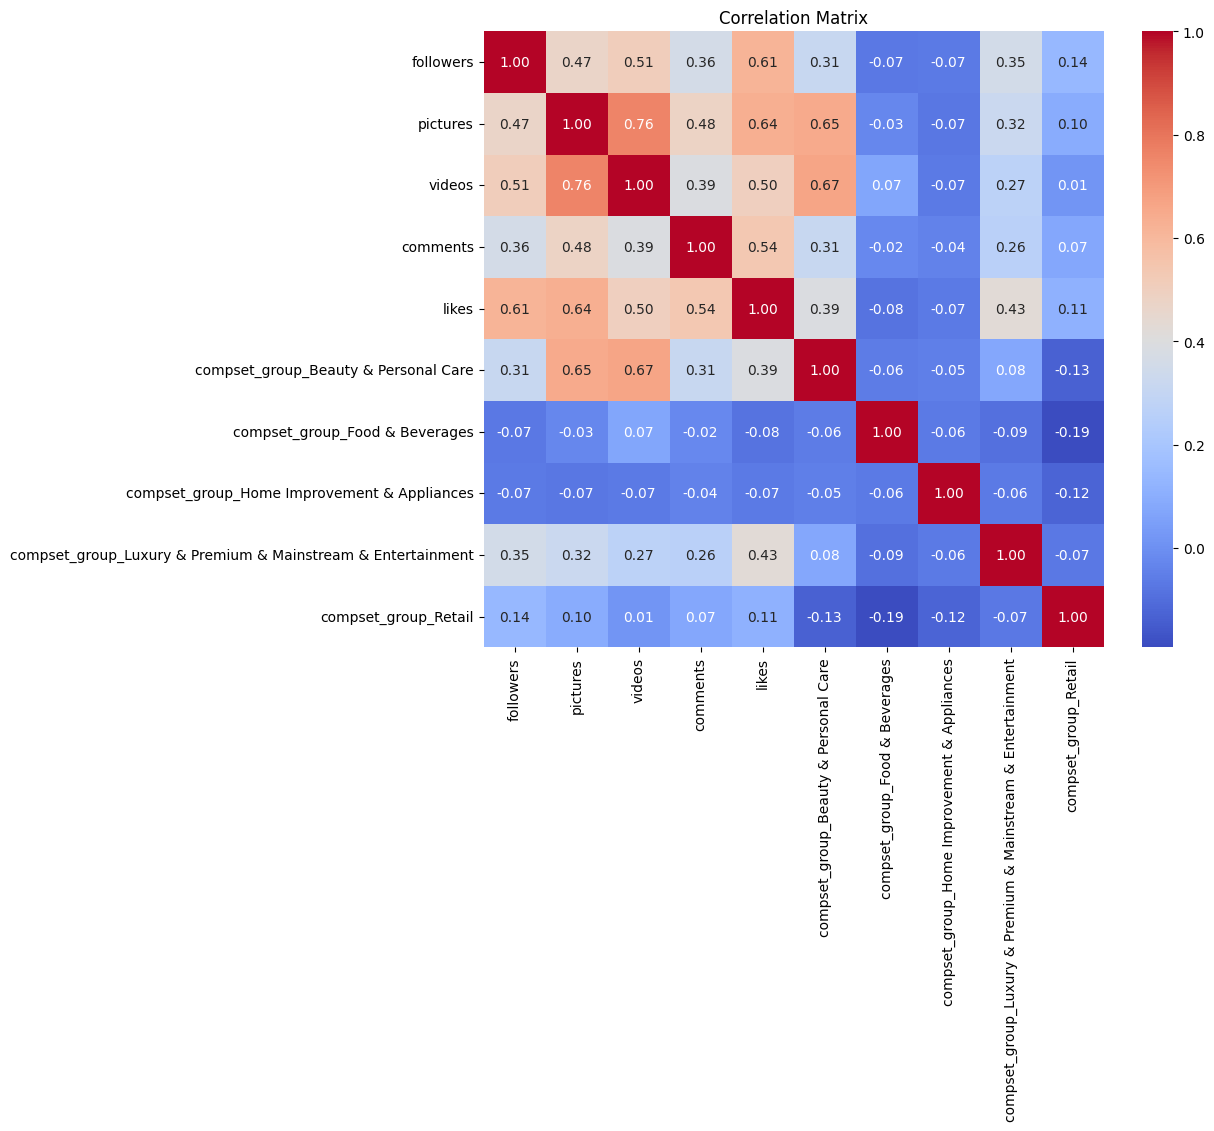 Correlation Matrix
followers 1.00 0.47 0.51 0.36 0.61 0.31 -0.07 -0.07 0.35 0.14
pictures 0.47 1.00 0.76 0.48 0.64 0.65 -0.03 -0.07 0.32 0.10
videos 0.51 0.76 1.00 0.39 0.50 0.67 0.07 -0.07 0.27 0.01
comments 0.36 0.48 0.39 1.00 0.54 0.31 -0.02 -0.04 0.26 0.07
likes 0.61 0.64 0.50 0.54 1.00 0.39 -0.08 -0.07 0.43 0.11
compset_group_Beauty & Personal Care 0.31 0.65 0.67 0.31 0.39 1.00 -0.06 -0.05 0.08 -0.13
compset_group_Food & Beverages -0.07 -0.03 0.07 -0.02 -0.08 -0.06 1.00 -0.06 -0.09 -0.19
compset_group_Home Improvement & Appliances -0.07 -0.07 -0.07 -0.04 -0.07 -0.05 -0.06 1.00 -0.06 -0.12
compset_group_Luxury & Premium & Mainstream & Entertainment 0.35 0.32 0.27 0.26 0.43 0.08 -0.09 -0.06 1.00 -0.07
compset_group_Retail 0.14 0.10 0.01 0.07 0.11 -0.13 -0.19 -0.12 -0.07 1.00
followers
pictures
videos
comments
likes
compset_group_Beauty & Personal Care
compset_group_Food & Beverages
compset_group_Home Improvement & Appliances
compset_group_Luxury & Premium & Mainstream & Entertainment
compset_group_Retail
1.0
0.8
0.6
0.4
0.2
0.0